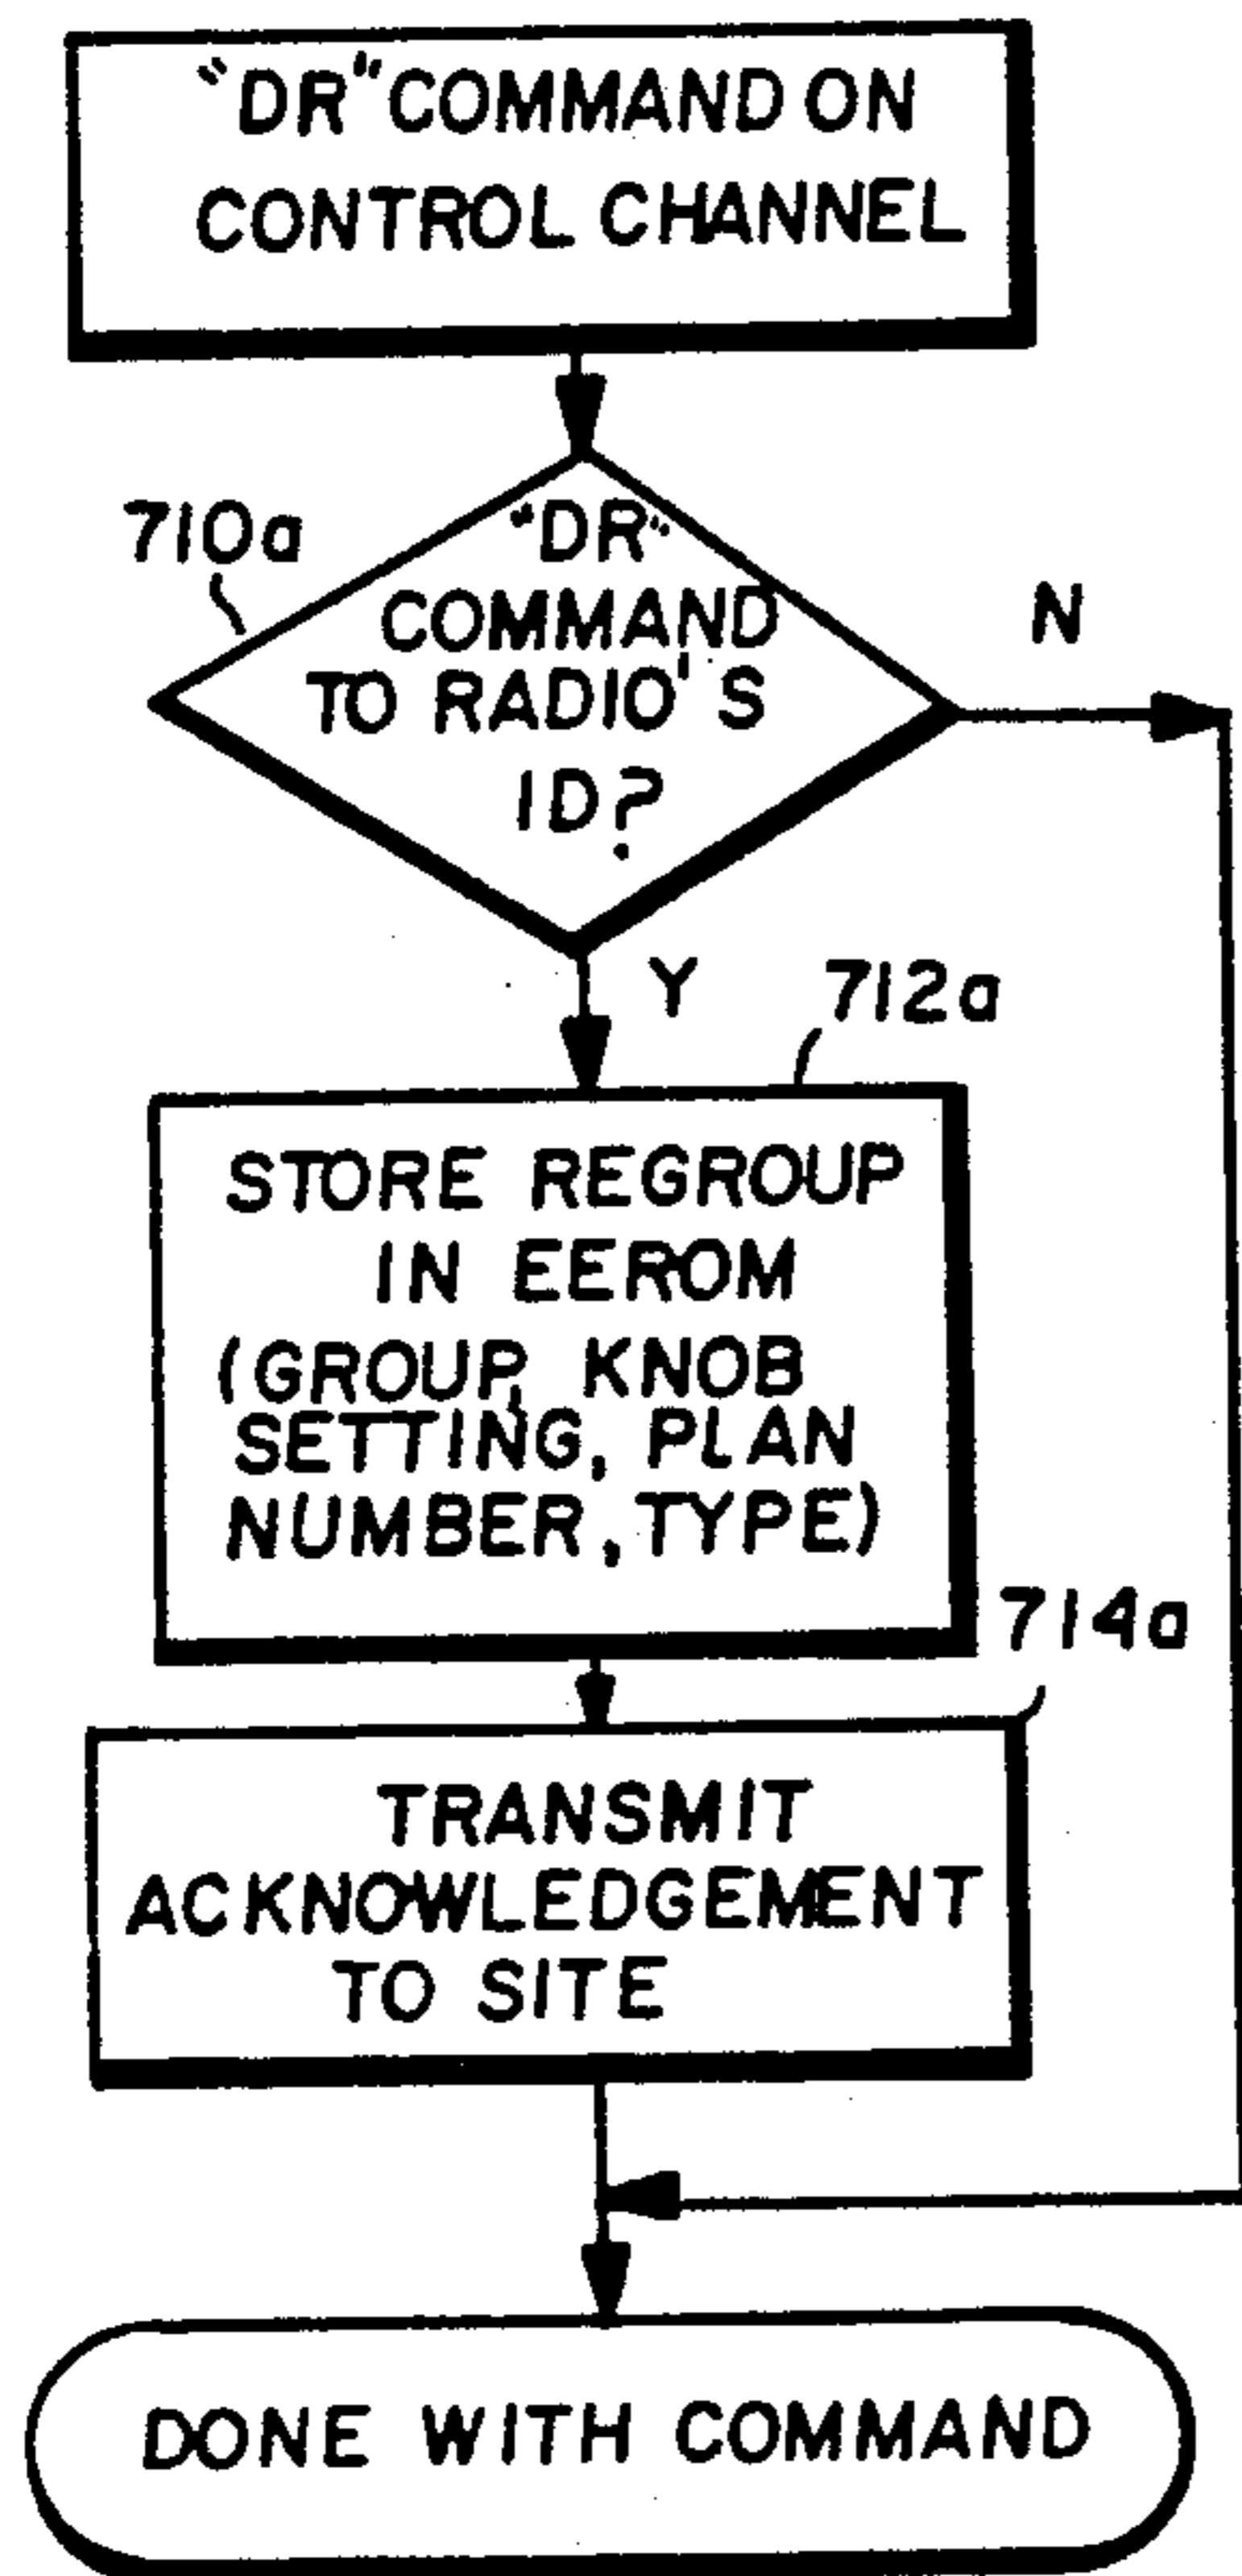 "DR" COMMAND ON
CONTROL CHANNEL
710a
"DR"
COMMAND
TO RADIO'S
ID?
N
Y
712a
STORE REGROUP
IN EEROM
(GROUP, KNOB
SETTING, PLAN
NUMBER, TYPE)
714a
TRANSMIT
ACKNOWLEDGEMENT
TO SITE
DONE WITH COMMAND